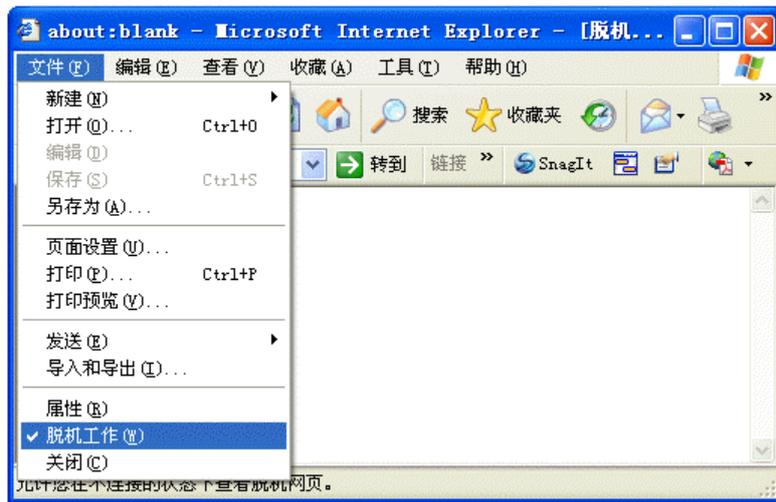 about:blank - Microsoft Internet Explorer - [脱机...
文件(F) 编辑(E) 查看(V) 收藏(A) 工具(T) 帮助(H)
新建(N)
打开(O)... Ctrl+O
编辑(D)
保存(S) Ctrl+S
另存为(A)...
页面设置(U)...
打印(P)... Ctrl+P
打印预览(V)...
发送(E)
导入和导出(I)...
属性(R)
脱机工作(W)
关闭(C)
搜索 收藏夹 »
转到 链接 » SnagIt
允许您在不连接的状态下查看脱机网页。